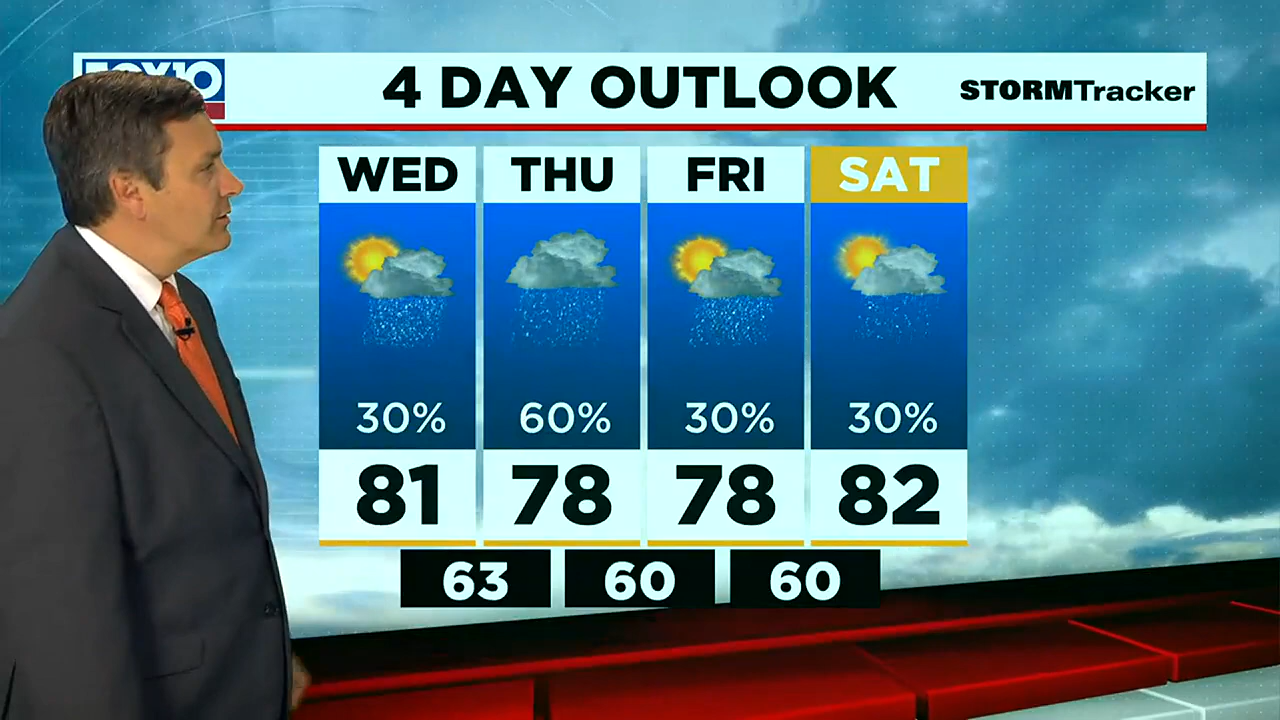 FOX10
4 DAY OUTLOOK
STORMTracker
WED THU FRI SAT
30% 60% 30% 30%
81 78 78 82
63 60 60